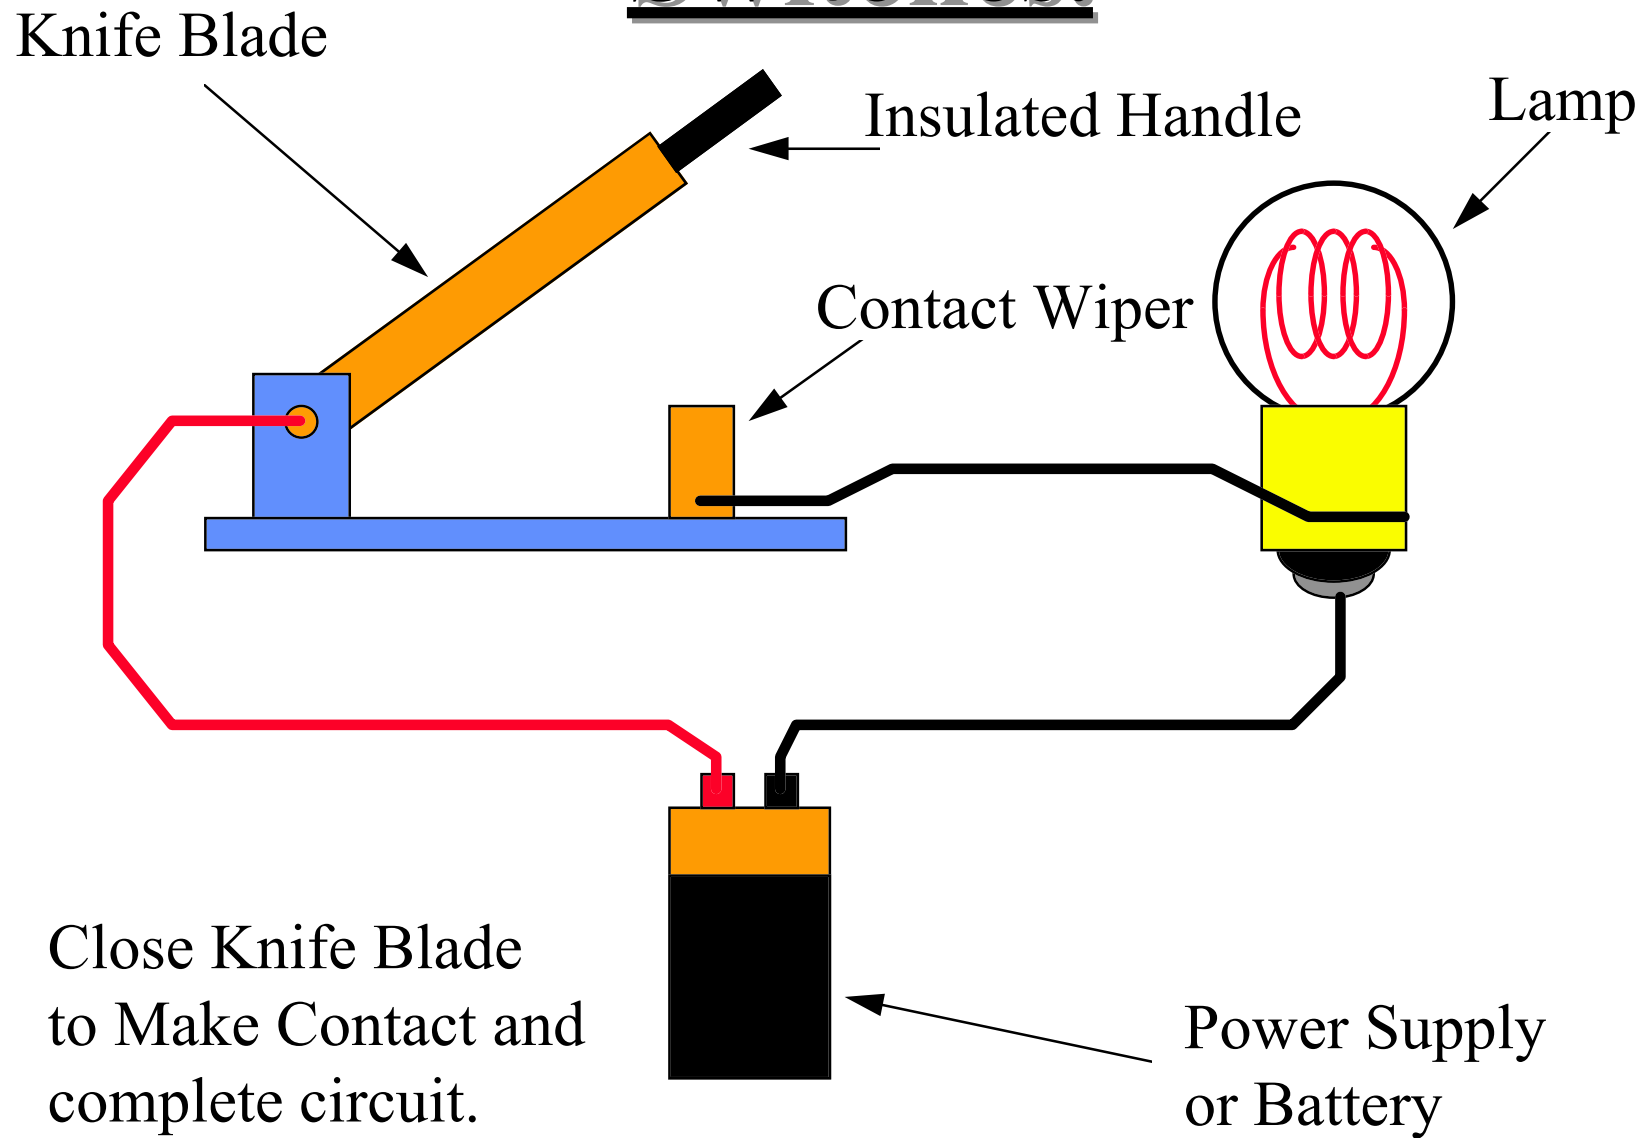 Knife Blade
Insulated Handle
Lamp
Contact Wiper
Close Knife Blade
to Make Contact and
complete circuit.
Power Supply
or Battery